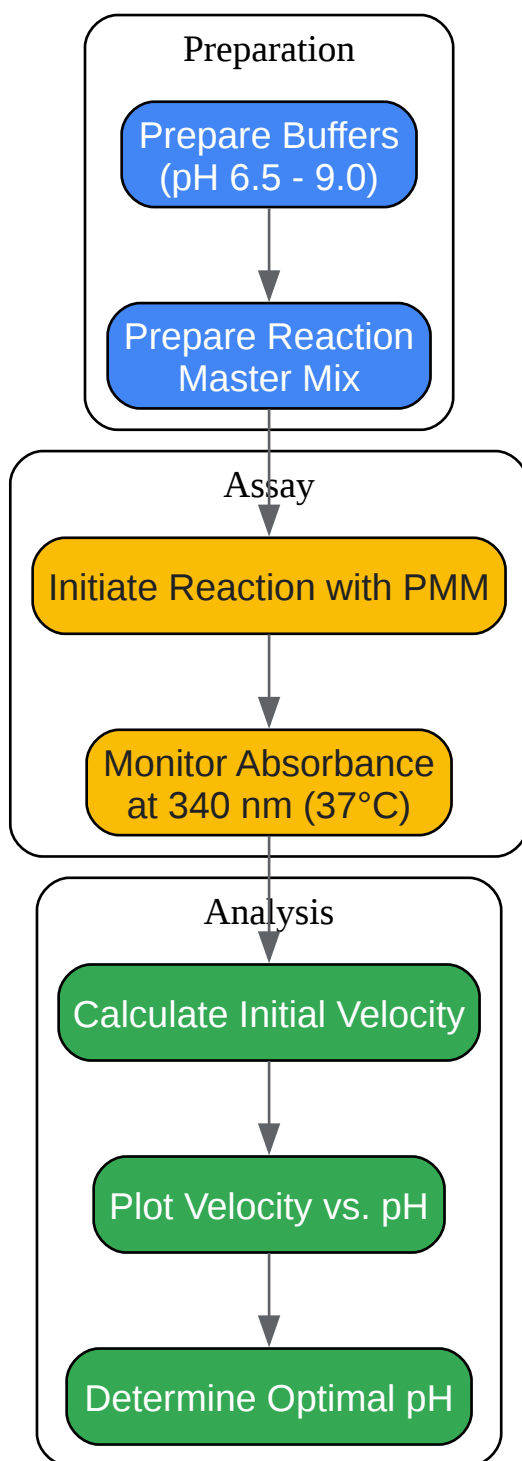 Preparation
Prepare Buffers
(pH 6.5 - 9.0)
Prepare Reaction
Master Mix
Assay
Initiate Reaction with PMM
Monitor Absorbance
at 340 nm (37°C)
Analysis
Calculate Initial Velocity
Plot Velocity vs. pH
Determine Optimal pH